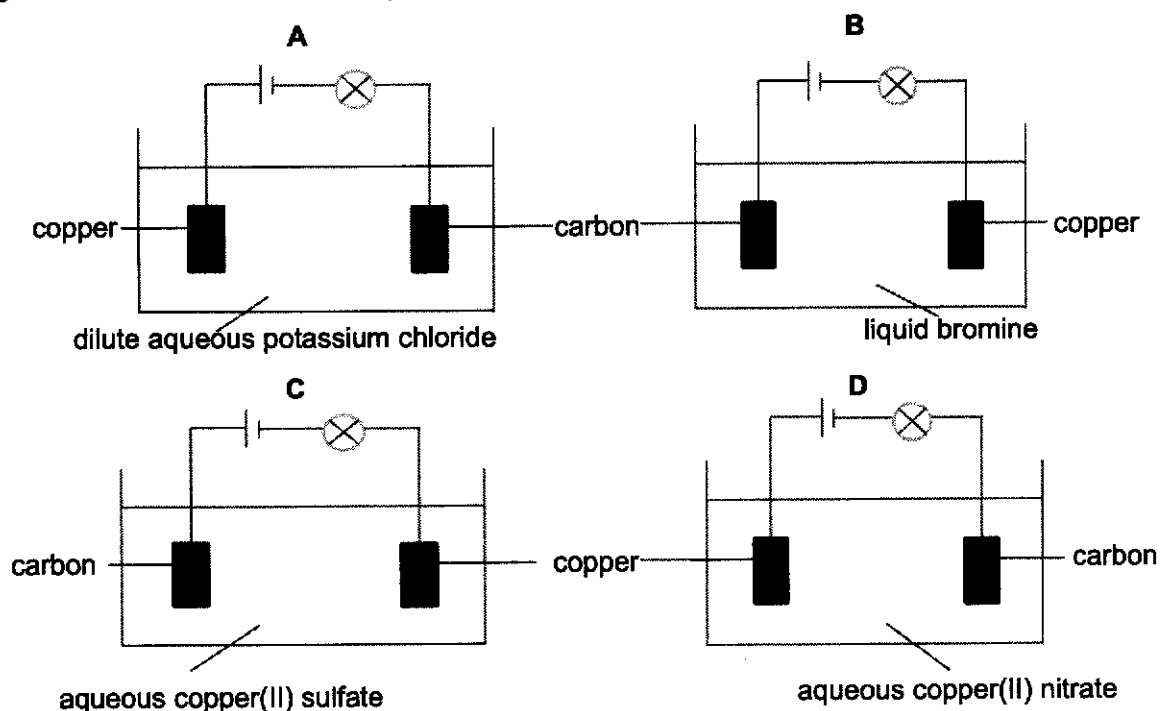 A
B
copper
carbon
copper
dilute aqueous potassium chloride
liquid bromine
C
D
carbon
copper
carbon
aqueous copper(II) sulfate
aqueous copper(II) nitrate